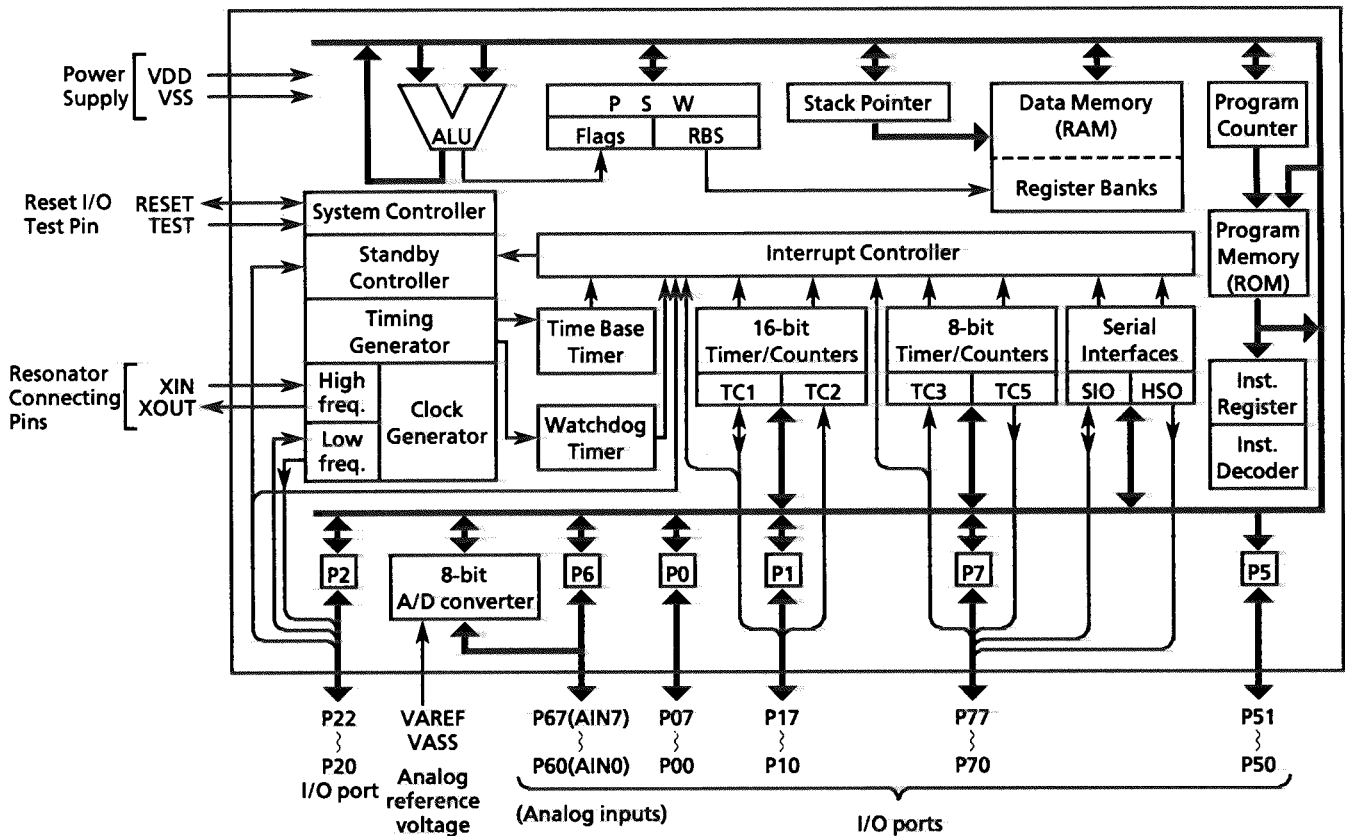 Power Supply
VDD
VSS
ALU
P S W
Flags
RBS
Stack Pointer
Data Memory
(RAM)
Register Banks
Program
Counter
Reset I/O
RESET
Test Pin
TEST
System Controller
Standby
Controller
Timing
Generator
High
freq.
Low
freq.
Clock
Generator
Interrupt Controller
Program
Memory
(ROM)
Time Base
Timer
Watchdog
Timer
16-bit
Timer/Counters
TC1
TC2
8-bit
Timer/Counters
TC3
TC5
Serial
Interfaces
SIO
HSO
Inst.
Register
Inst.
Decoder
Resonator
Connecting
Pins
XIN
XOUT
P2
8-bit
A/D converter
P6
P0
P1
P7
P5
P22
P20
I/O port
VAREF
VASS
Analog
reference
voltage
P67(AIN7)
P60(AIN0)
(Analog inputs)
P07
P00
P17
P10
P77
P70
P51
P50
I/O ports